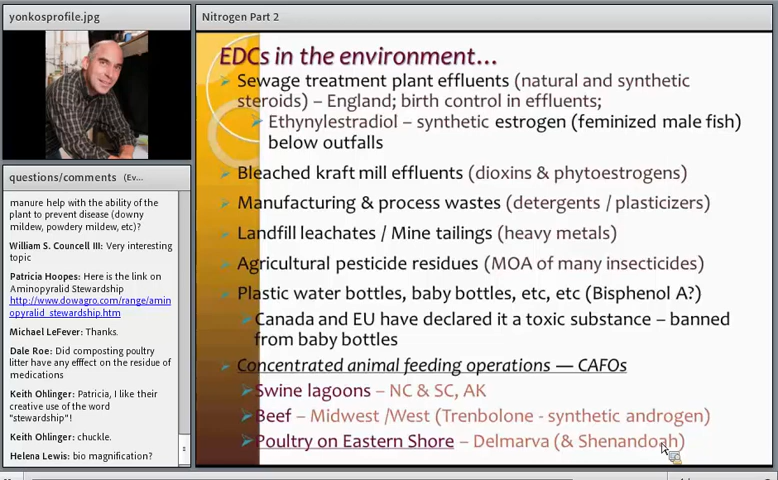 yonkosprofile.jpg
Nitrogen Part 2
questions/comments (Ev...
manure help with the ability of the
plant to prevent disease (downy
mildew, powdery mildew, etc)?
William S. Councell III: Very interesting
topic
Patricia Hoopes: Here is the link on
Aminopyralid Stewardship
http://www.dowagro.com/range/amin
opyralid_stewardship.htm
Michael LeFever: Thanks.
Dale Roe: Did composting poultry
litter have any efffect on the residue of
medications
Keith Ohlinger: Patricia, I like their
creative use of the word
"stewardship"!
Keith Ohlinger: chuckle.
Helena Lewis: bio magnification?
EDCs in the environment...
Sewage treatment plant effluents (natural and synthetic
steroids) – England; birth control in effluents;
Ethynylestradiol – synthetic estrogen (feminized male fish)
below outfalls
Bleached kraft mill effluents (dioxins & phytoestrogens)
Manufacturing & process wastes (detergents / plasticizers)
Landfill leachates / Mine tailings (heavy metals)
Agricultural pesticide residues (MOA of many insecticides)
Plastic water bottles, baby bottles, etc, etc (Bisphenol A?)
Canada and EU have declared it a toxic substance – banned
from baby bottles
Concentrated animal feeding operations — CAFOs
Swine lagoons – NC & SC, AK
Beef – Midwest /West (Trenbolone - synthetic androgen)
Poultry on Eastern Shore – Delmarva (& Shenandoah)